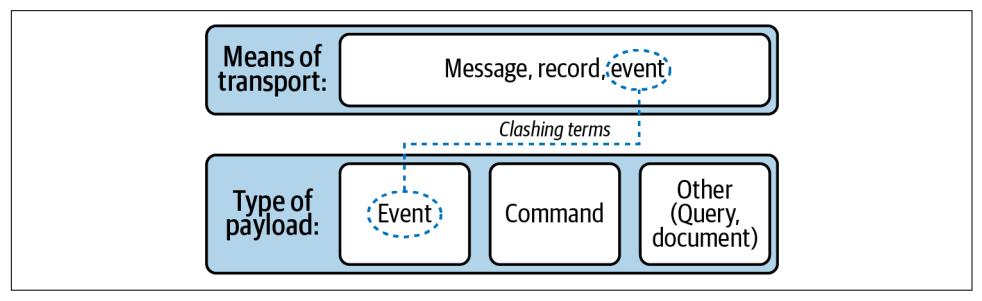 Means of
transport:
Message, record, event
Clashing terms
Type of
payload:
Event
Command
Other
(Query,
document)